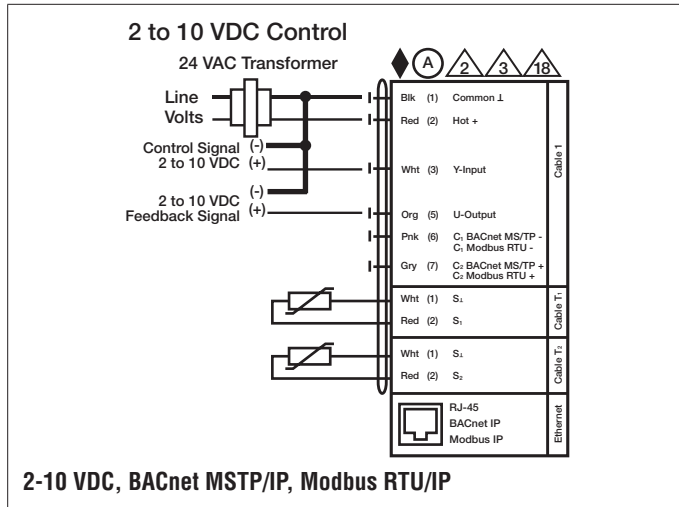 2 to 10 VDC Control
24 VAC Transformer
A 2 3 18
Line
Volts
Control Signal (-)
2 to 10 VDC (+)
(-)
2 to 10 VDC
Feedback Signal (+)
Blk (1) Common ⊥
Red (2) Hot +
Wht (3) Y-Input
Org (5) U-Output
Pnk (6) C₁ BACnet MS/TP -
C₁ Modbus RTU -
Gry (7) C₂ BACnet MS/TP +
C₂ Modbus RTU +
Cable 1
Wht (1) S⊥
Red (2) S₁
Cable T₁
Wht (1) S⊥
Red (2) S₂
Cable T₂
RJ-45
BACnet IP
Modbus IP
Ethernet
2-10 VDC, BACnet MSTP/IP, Modbus RTU/IP